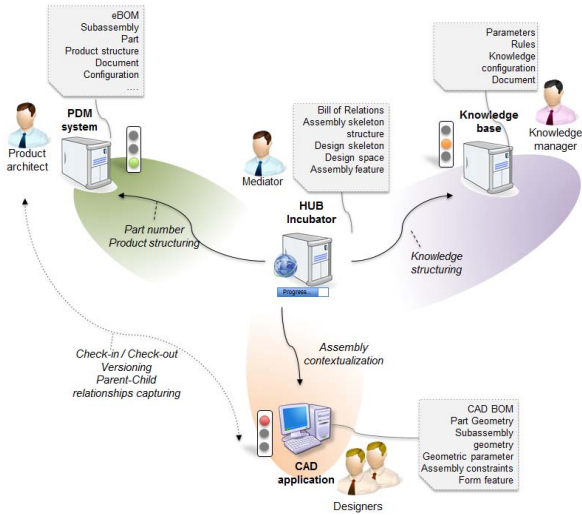 eBOM
Subassembly
Part
Product structure
Document
Configuration
....
PDM
system
Product
architect
Parameters
Rules
Knowledge
configuration
Document
Knowledge
base
Knowledge
manager
Bill of Relations
Assembly skeleton
structure
Design skeleton
Design space
Assembly feature
Mediator
HUB
Incubator
Progress...
Part number
Product structuring
Knowledge
structuring
Assembly
contextualization
Check-in / Check-out
Versioning
Parent-Child
relationships capturing
CAD
application
Designers
CAD BOM
Part Geometry
Subassembly
geometry
Geometric parameter
Assembly constraints
Form feature